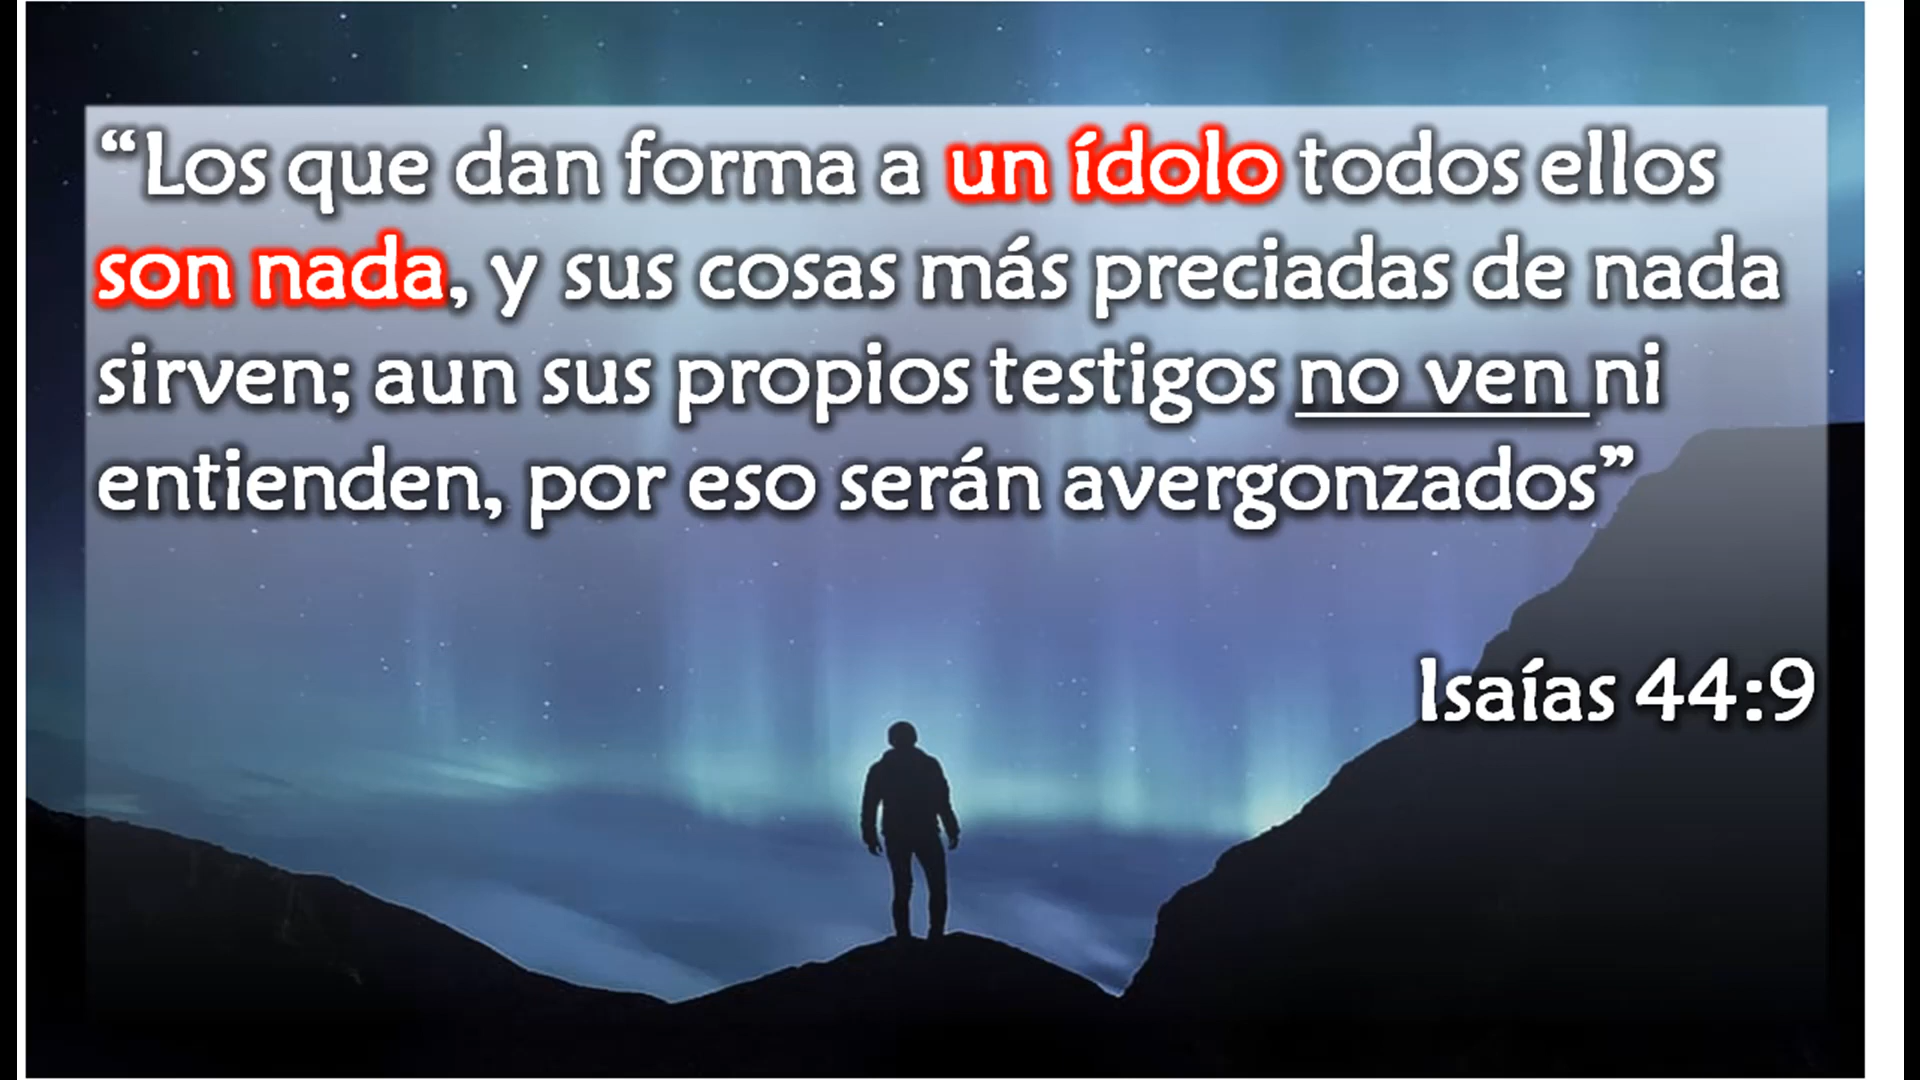 “Los que dan forma a un ídolo todos ellos
son nada, y sus cosas más preciadas de nada
sirven; aun sus propios testigos no ven ni
entienden, por eso serán avergonzados”
Isaías 44:9